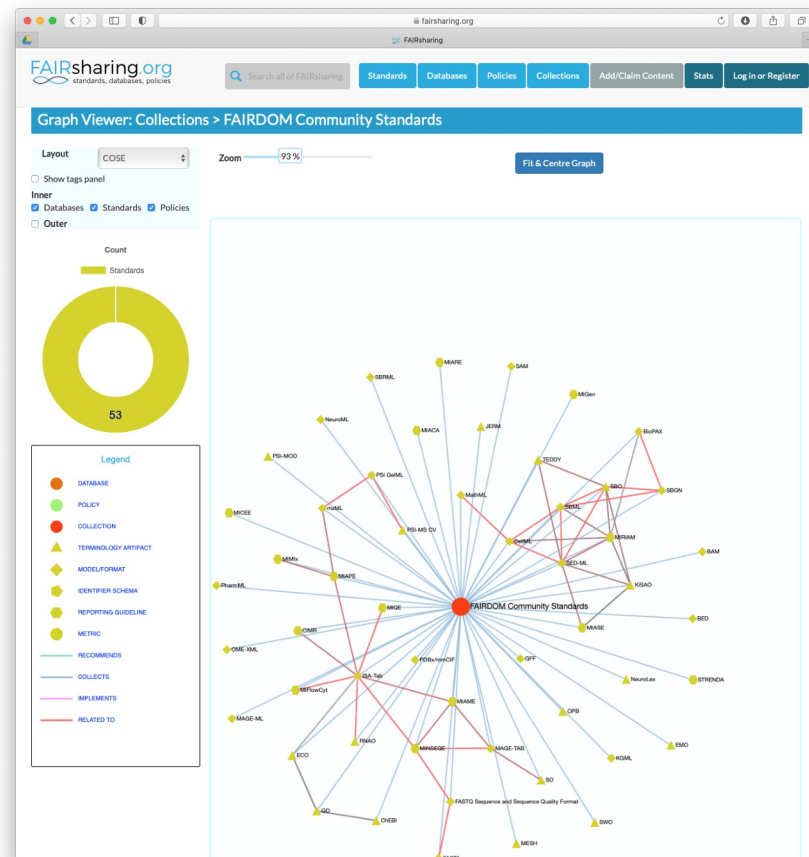 fairsharing.org
FAIRsharing
FAIRsharing.org
standards, databases, policies
Search all of FAIRsharing
Standards
Databases
Policies
Collections
Add/Claim Content
Stats
Log in or Register
Graph Viewer: Collections > FAIRDOM Community Standards
Layout
COSE
Zoom
93 %
Fit & Centre Graph
Show tags panel
Inner
Databases
Standards
Policies
Outer
Count
Standards
53
Legend
DATABASE
POLICY
COLLECTION
TERMINOLOGY ARTIFACT
MODEL/FORMAT
IDENTIFIER SCHEMA
REPORTING GUIDELINE
METRIC
RECOMMENDS
COLLECTS
IMPLEMENTS
RELATED TO
MIARE
SAM
SBRML
MIGen
NeuroML
MIACA
JERM
BioPAX
PSI-MOD
TEDDY
PSI GelML
SBO
SBGN
MathML
mzML
SBML
MICEE
PSI-MS CV
CellML
MIRIAM
BAM
MIMIx
SED-ML
MIAPE
KiSAO
PharmML
MIQE
FAIRDOM Community Standards
BED
CIMR
MIASE
OME-XML
PDBx/mmCIF
GFF
ISA-Tab
NeuroLex
STRENDA
MIFlowCyt
MIAME
OPB
MAGE-ML
RNAO
MINSEQE
MAGE-TAB
EMO
ECO
KGML
SO
FASTQ Sequence and Sequence Quality Format
GO
ChEBI
SWO
MESH